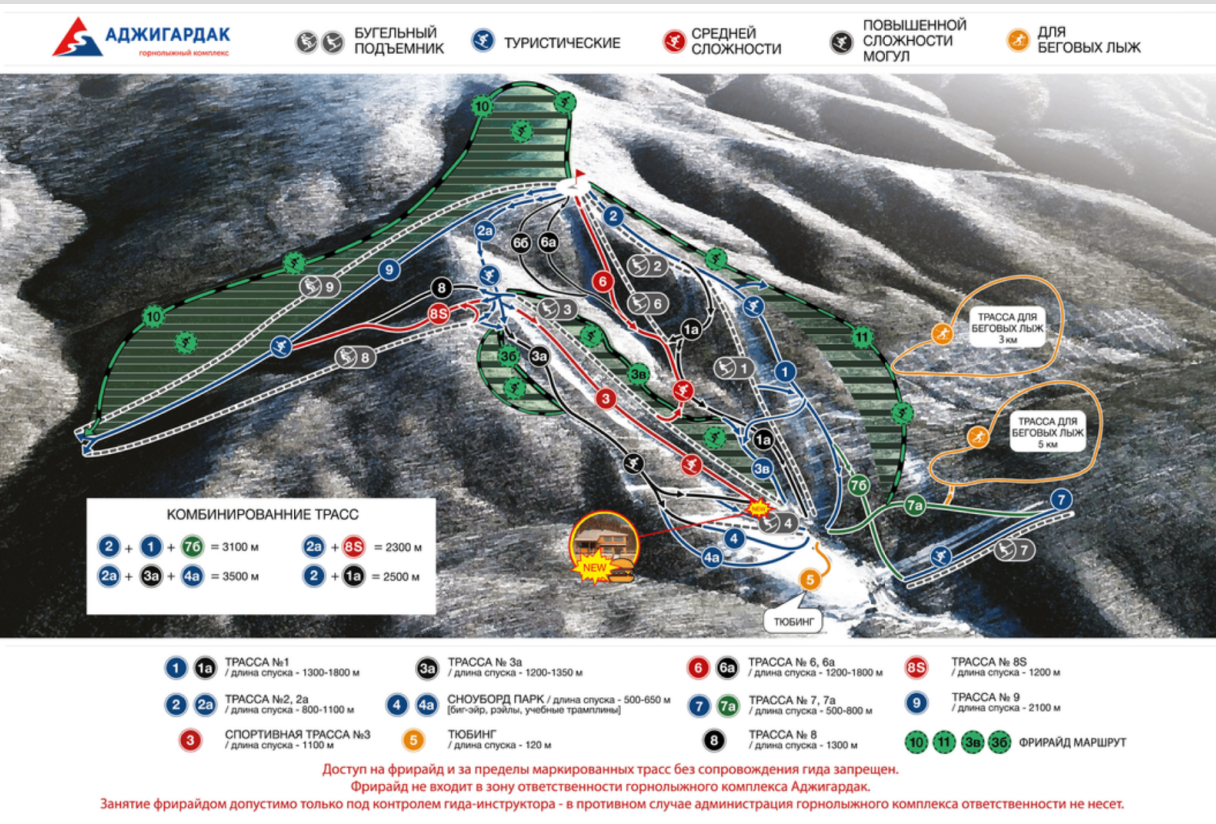 АДЖИГАРДАК
горнолыжный комплекс
БУГЕЛЬНЫЙ
ПОДЪЕМНИК
ТУРИСТИЧЕСКИЕ
СРЕДНЕЙ
СЛОЖНОСТИ
ПОВЫШЕННОЙ
СЛОЖНОСТИ
МОГУЛ
ДЛЯ
БЕГОВЫХ ЛЫЖ
10
2
2а
6б
6а
2
9
9
6
6
8
3
8S
10
1а
8
3б
3а
3в
1
1
11
3
1а
3в
7б
7а
7
4
4
4а
7
5
ТРАССА ДЛЯ
БЕГОВЫХ ЛЫЖ
3 км
ТРАССА ДЛЯ
БЕГОВЫХ ЛЫЖ
5 км
NEW
NEW
ТЮБИНГ
КОМБИНИРОВАННИЕ ТРАСС
2 + 1 + 7б = 3100 м
2а + 8S = 2300 м
2а + 3а + 4а = 3500 м
2 + 1а = 2500 м
1 1а ТРАССА №1
/ длина спуска - 1300-1800 м
3а ТРАССА № 3а
/ длина спуска - 1200-1350 м
6 6а ТРАССА № 6, 6а
/ длина спуска - 1200-1800 м
8S ТРАССА № 8S
/ длина спуска - 1200 м
2 2а ТРАССА №2, 2а
/ длина спуска - 800-1100 м
4 4а СНОУБОРД ПАРК / длина спуска - 500-650 м
[биг-эйр, рэйлы, учебные трамплины]
7 7а ТРАССА № 7, 7а
/ длина спуска - 500-800 м
9 ТРАССА № 9
/ длина спуска - 2100 м
3 СПОРТИВНАЯ ТРАССА №3
/ длина спуска - 1100 м
5 ТЮБИНГ
/ длина спуска - 120 м
8 ТРАССА № 8
/ длина спуска - 1300 м
10 11 3в 3б ФРИРАЙД МАРШРУТ
Доступ на фрирайд и за пределы маркированных трасс без сопровождения гида запрещен.
Фрирайд не входит в зону ответственности горнолыжного комплекса Аджигардак.
Занятие фрирайдом допустимо только под контролем гида-инструктора - в противном случае администрация горнолыжного комплекса ответственности не несет.